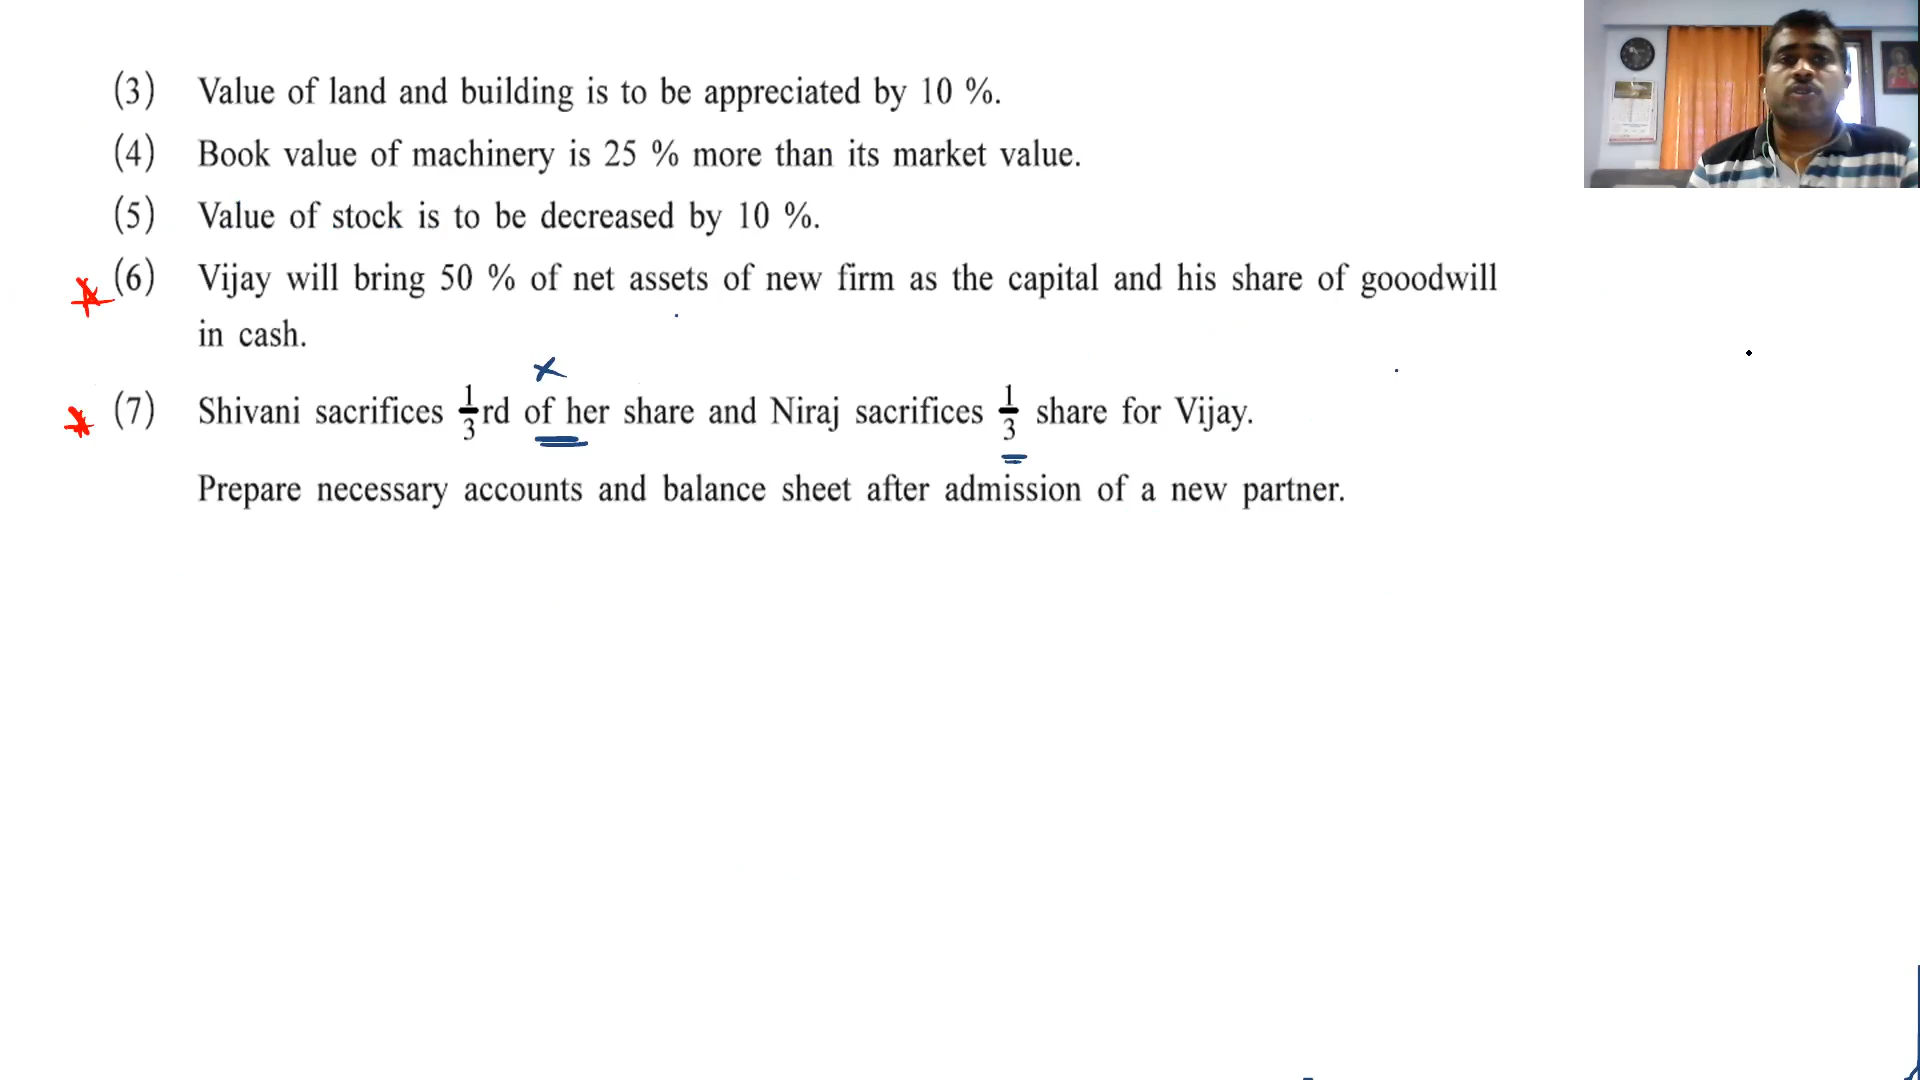 (3) Value of land and building is to be appreciated by 10 %.
(4) Book value of machinery is 25 % more than its market value.
(5) Value of stock is to be decreased by 10 %.
(6) Vijay will bring 50 % of net assets of new firm as the capital and his share of gooodwill
in cash.
(7) Shivani sacrifices 1/3rd of her share and Niraj sacrifices 1/3 share for Vijay.
Prepare necessary accounts and balance sheet after admission of a new partner.